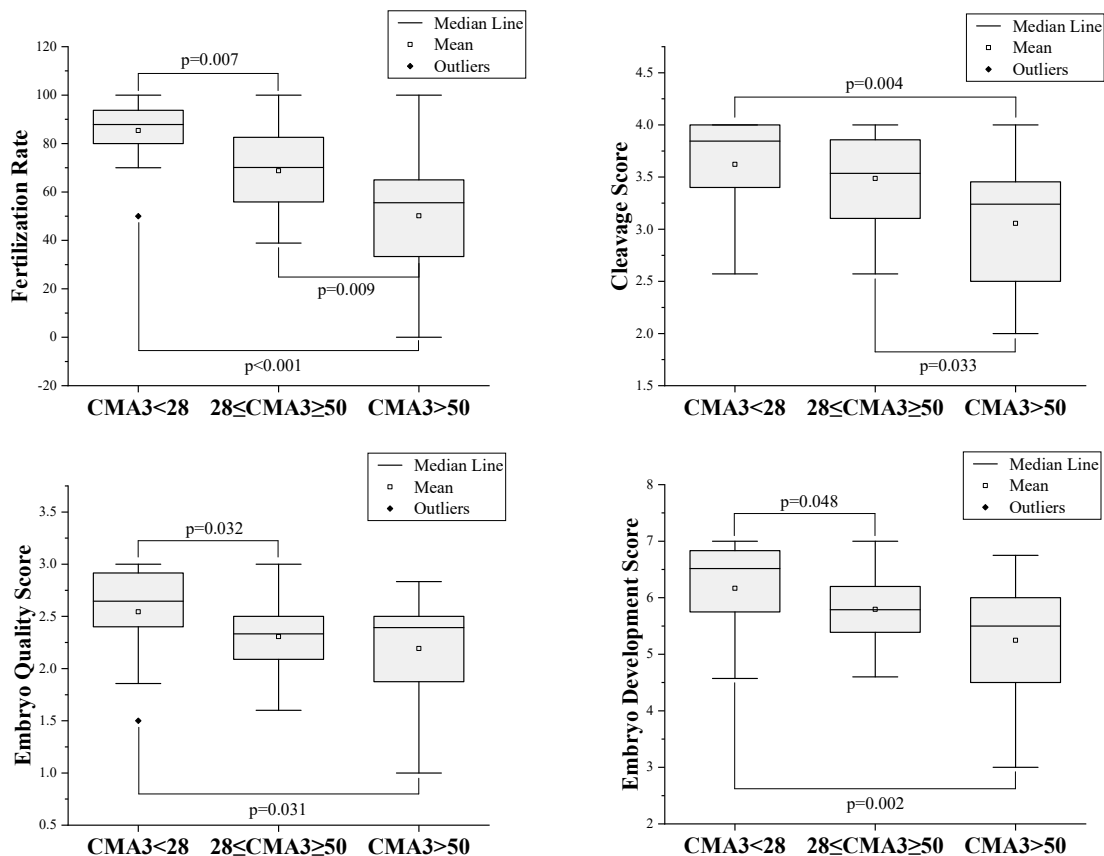 Median Line
Mean
Outliers
120
100
80
60
40
20
0
-20
Fertilization Rate
p=0.007
p=0.009
p<0.001
CMA3<28 28≤CMA3≥50 CMA3>50
Median Line
Mean
Outliers
4.5
4.0
3.5
3.0
2.5
2.0
1.5
Cleavage Score
p=0.004
p=0.033
CMA3<28 28≤CMA3≥50 CMA3>50
Median Line
Mean
Outliers
3.5
3.0
2.5
2.0
1.5
1.0
0.5
Embryo Quality Score
p=0.032
p=0.031
CMA3<28 28≤CMA3≥50 CMA3>50
Median Line
Mean
Outliers
8
7
6
5
4
3
2
Embryo Development Score
p=0.048
p=0.002
CMA3<28 28≤CMA3≥50 CMA3>50